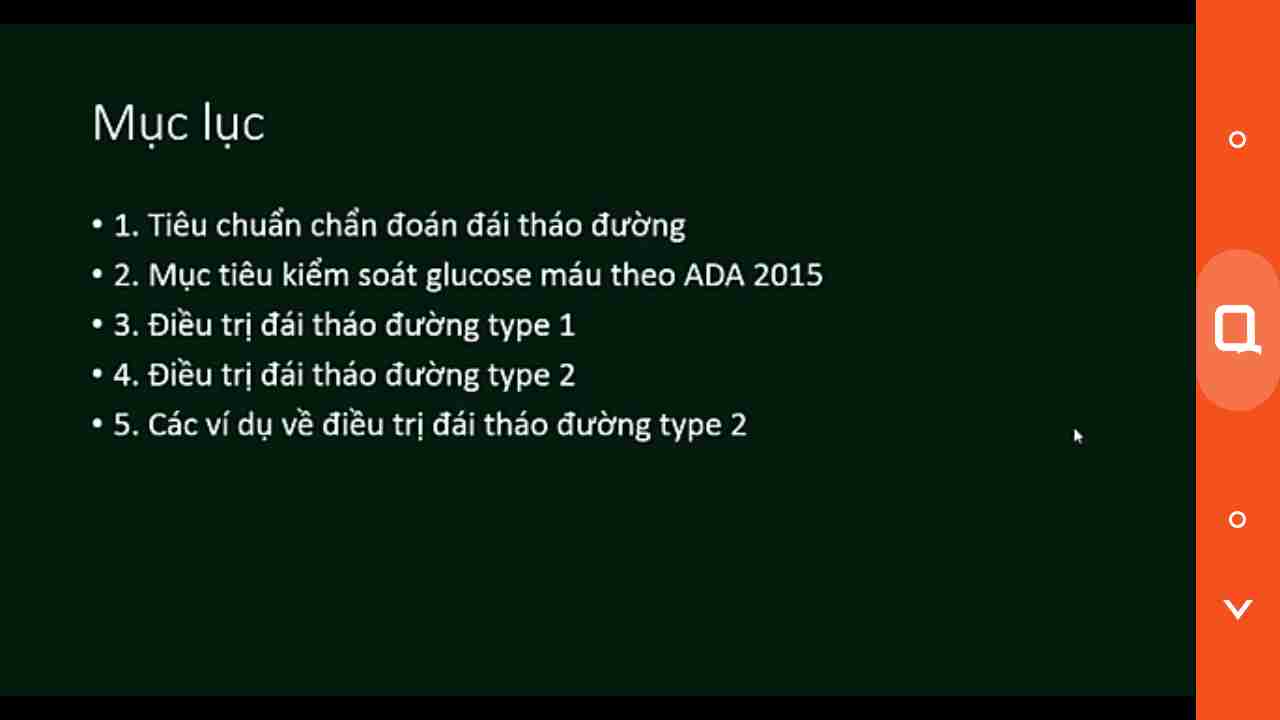 Mục lục
• 1. Tiêu chuẩn chẩn đoán đái tháo đường
• 2. Mục tiêu kiểm soát glucose máu theo ADA 2015
• 3. Điều trị đái tháo đường type 1
• 4. Điều trị đái tháo đường type 2
• 5. Các ví dụ về điều trị đái tháo đường type 2